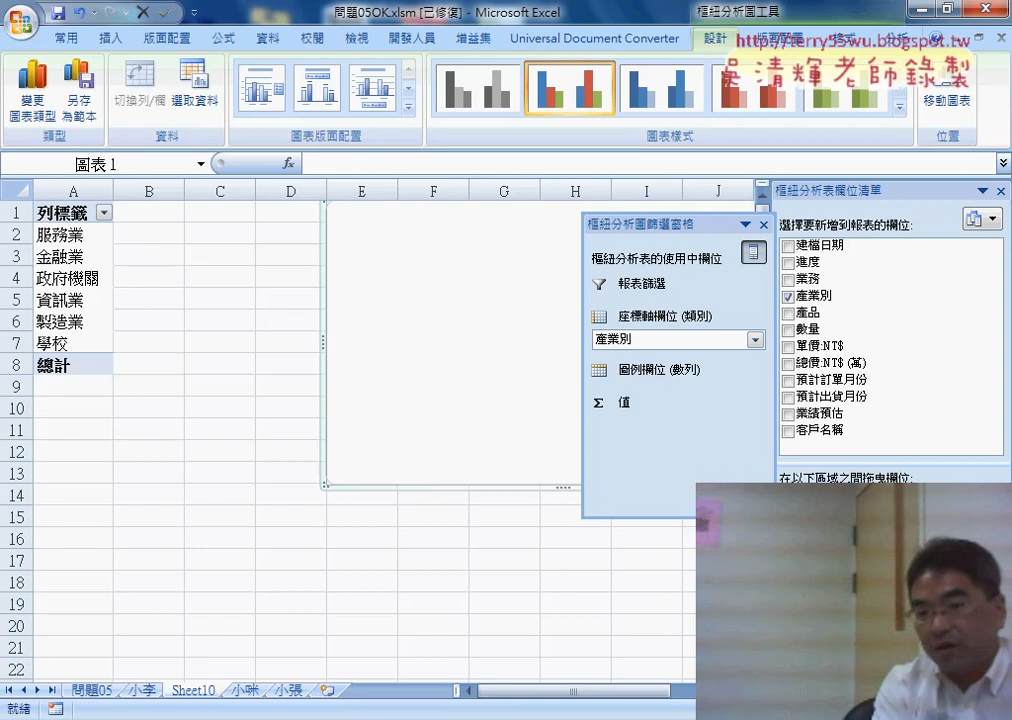 問題05OK.xlsm [已修復] - Microsoft Excel
樞紐分析圖工具
常用 插入 版面配置 公式 資料 校閱 檢視 開發人員 增益集 Universal Document Converter 設計 版面配置 格式 分析
http://terry55wu.blogspot.tw
吳清輝老師錄製
變更圖表類型
另存為範本
切換列/欄
選取資料
移動圖表
類型 資料 圖表版面配置 圖表樣式 位置
圖表 1
fx
A B C D E F G H I J
1 列標籤
2 服務業
3 金融業
4 政府機關
5 資訊業
6 製造業
7 學校
8 總計
9
10
11
12
13
14
15
16
17
18
19
20
21
22
樞紐分析圖篩選窗格
樞紐分析表的使用中欄位
報表篩選
座標軸欄位 (類別)
產業別
圖例欄位 (數列)
Σ 值
樞紐分析表欄位清單
選擇要新增到報表的欄位:
建檔日期
進度
業務
產業別
產品
數量
單價:NT$
總價:NT$ (萬)
預計訂單月份
預計出貨月份
業績預估
客戶名稱
在以下區域之間拖曳欄位:
問題05 小李 Sheet10 小咪 小張
就緒